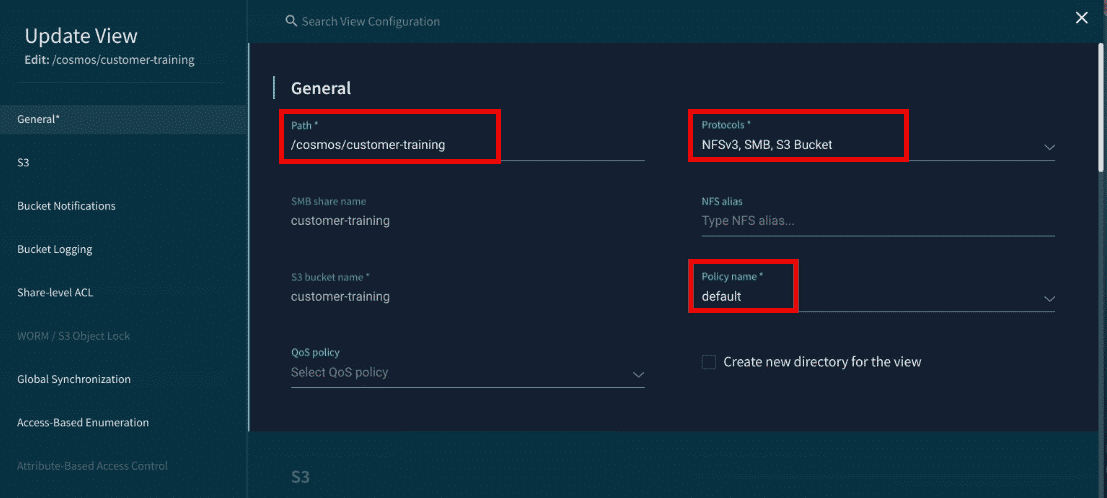 Update View
Edit: /cosmos/customer-training
General*
S3
Bucket Notifications
Bucket Logging
Share-level ACL
WORM / S3 Object Lock
Global Synchronization
Access-Based Enumeration
Attribute-Based Access Control
Search View Configuration
General
Path *
/cosmos/customer-training
Protocols *
NFSv3, SMB, S3 Bucket
SMB share name
customer-training
NFS alias
Type NFS alias...
S3 bucket name *
customer-training
Policy name *
default
QoS policy
Select QoS policy
Create new directory for the view
S3